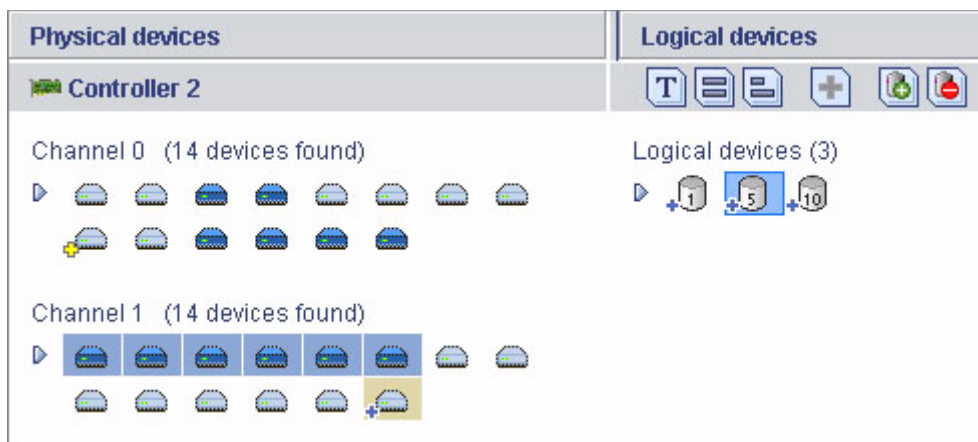 Physical devices
Logical devices
Controller 2
T
Channel 0 (14 devices found)
Logical devices (3)
1 5 10
Channel 1 (14 devices found)